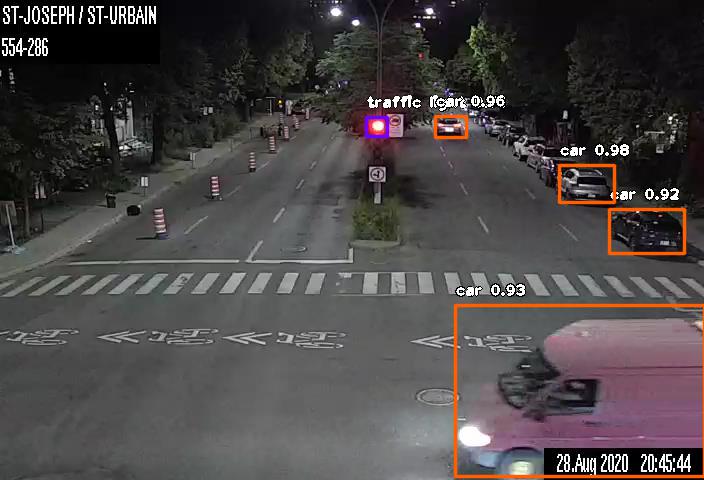 ST-JOSEPH / ST-URBAIN
554-286
car 0.96
traffic
car 0.98
car 0.92
car 0.93
28.Aug 2020 20:45:44